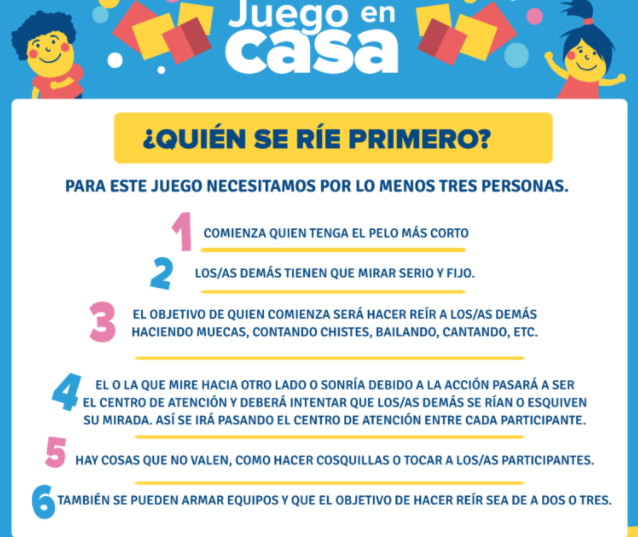 Juego en
casa
¿QUIÉN SE RÍE PRIMERO?
PARA ESTE JUEGO NECESITAMOS POR LO MENOS TRES PERSONAS.
1 COMIENZA QUIEN TENGA EL PELO MÁS CORTO
2 LOS/AS DEMÁS TIENEN QUE MIRAR SERIO Y FIJO.
3 EL OBJETIVO DE QUIEN COMIENZA SERÁ HACER REÍR A LOS/AS DEMÁS
HACIENDO MUECAS, CONTANDO CHISTES, BAILANDO, CANTANDO, ETC.
4 EL O LA QUE MIRE HACIA OTRO LADO O SONRÍA DEBIDO A LA ACCIÓN PASARÁ A SER
EL CENTRO DE ATENCIÓN Y DEBERÁ INTENTAR QUE LOS/AS DEMÁS SE RÍAN O ESQUIVEN
SU MIRADA. ASÍ SE IRÁ PASANDO EL CENTRO DE ATENCIÓN ENTRE CADA PARTICIPANTE.
5 HAY COSAS QUE NO VALEN, COMO HACER COSQUILLAS O TOCAR A LOS/AS PARTICIPANTES.
6 TAMBIÉN SE PUEDEN ARMAR EQUIPOS Y QUE EL OBJETIVO DE HACER REÍR SEA DE A DOS O TRES.